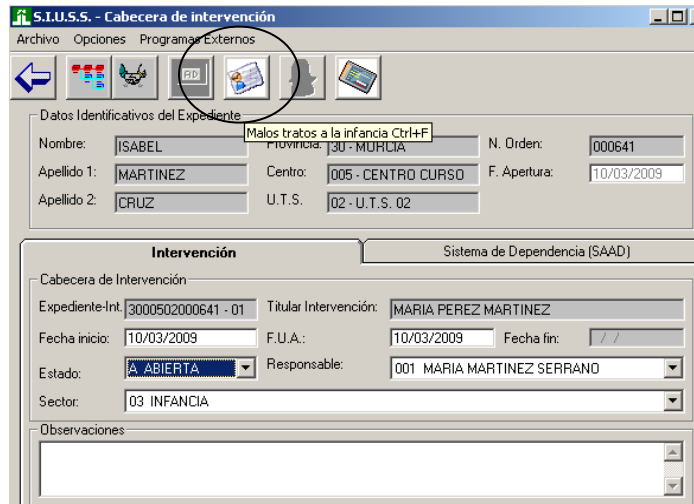 S.I.U.S.S. - Cabecera de intervención
Archivo Opciones Programas Externos
AD
Datos Identificativos del Expediente
Malos tratos a la infancia Ctrl+F
Nombre: ISABEL Provincia: 30 - MURCIA N. Orden: 000641
Apellido 1: MARTINEZ Centro: 005 - CENTRO CURSO F. Apertura: 10/03/2009
Apellido 2: CRUZ U.T.S. 02 - U.T.S. 02
Intervención Sistema de Dependencia (SAAD)
Cabecera de Intervención
Expediente-Int. 3000502000641 - 01 Titular Intervención: MARIA PEREZ MARTINEZ
Fecha inicio: 10/03/2009 F.U.A.: 10/03/2009 Fecha fin: / /
Estado: A ABIERTA Responsable: 001 MARIA MARTINEZ SERRANO
Sector: 03 INFANCIA
Observaciones